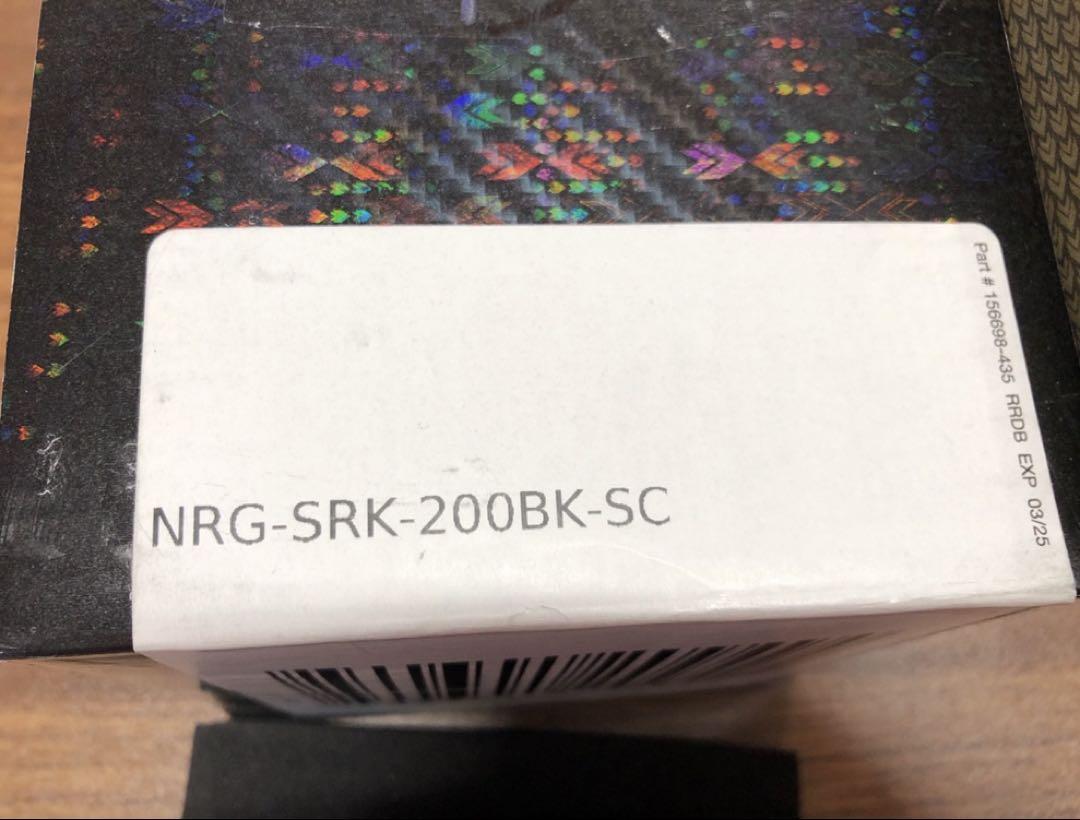 NRG-SRK-200BK-SC
Part # 156698-435 RRDB EXP 03/25